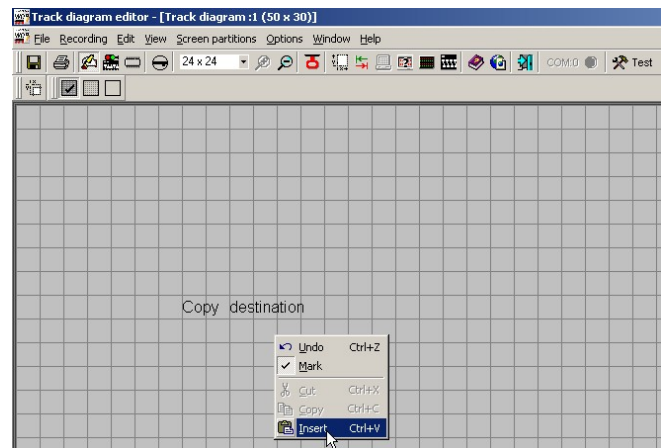 Track diagram editor - [Track diagram :1 (50 x 30)]
File Recording Edit View Screen partitions Options Window Help
24 x 24 COM:0 Test
Copy destination
Undo Ctrl+Z
Mark
Cut Ctrl+X
Copy Ctrl+C
Insert Ctrl+V